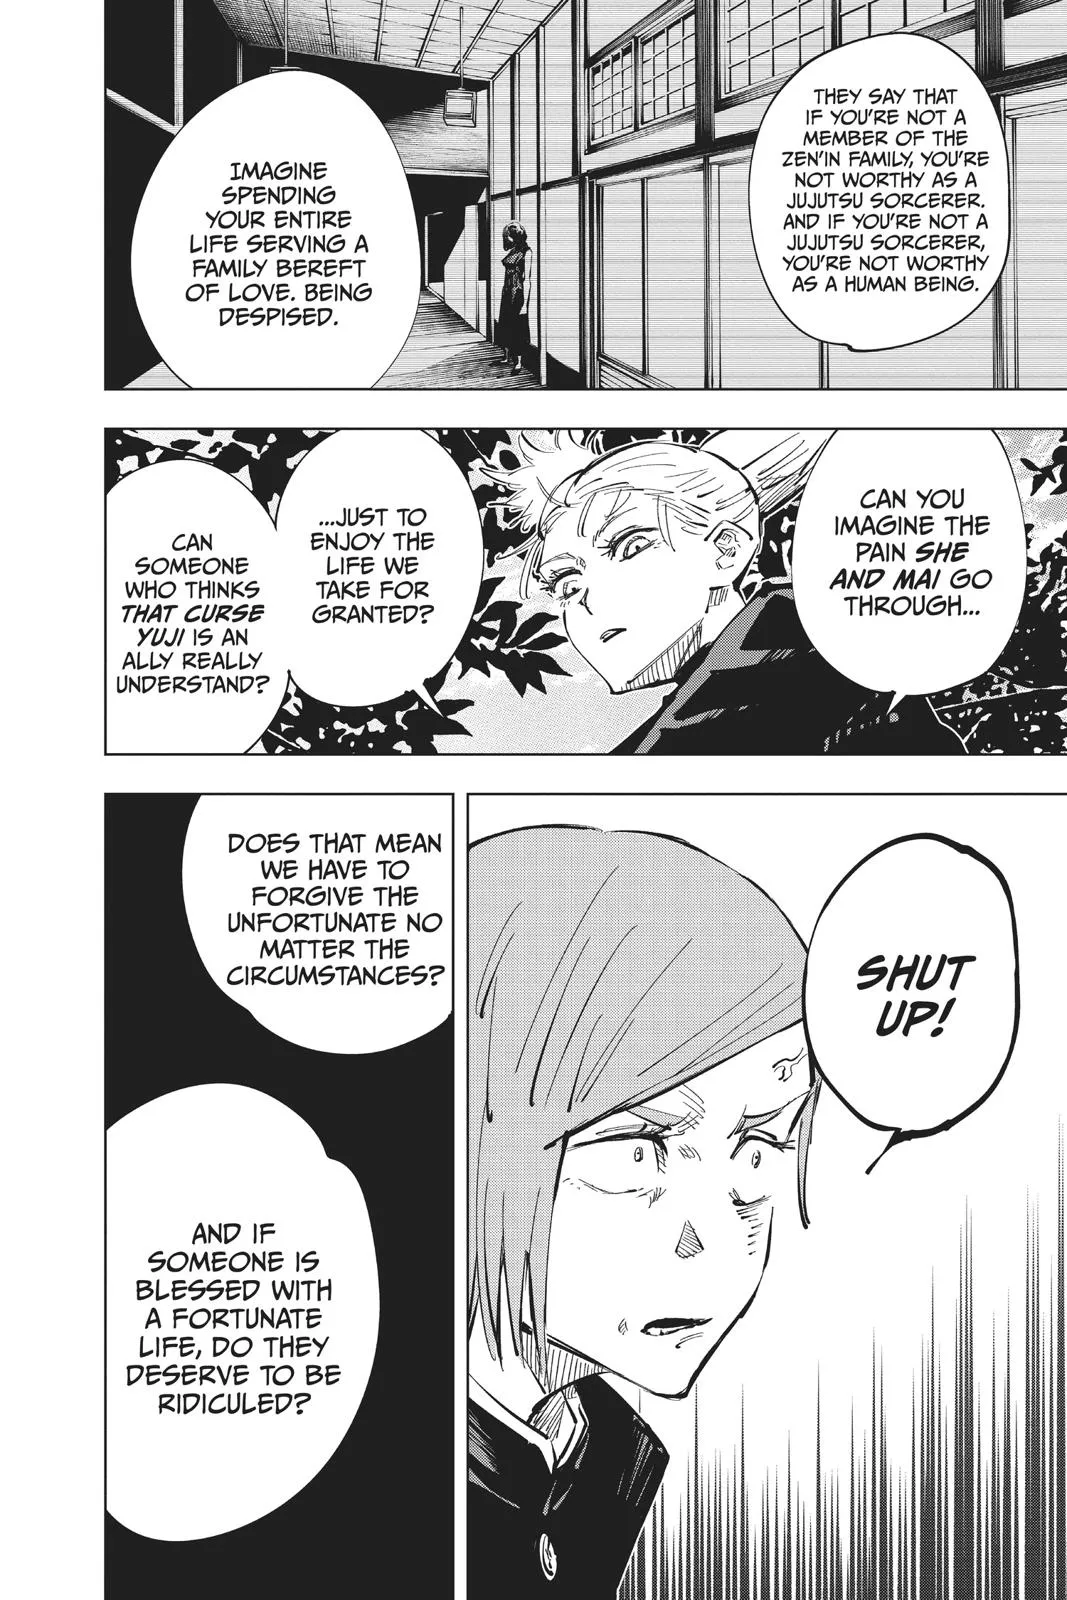 THEY SAY THAT
IF YOU'RE NOT A
MEMBER OF THE
ZEN'IN FAMILY, YOU'RE
NOT WORTHY AS A
JUJUTSU SORCERER.
AND IF YOU'RE NOT A
JUJUTSU SORCERER,
YOU'RE NOT WORTHY
AS A HUMAN BEING.
IMAGINE
SPENDING
YOUR ENTIRE
LIFE SERVING A
FAMILY BEREFT
OF LOVE. BEING
DESPISED.
CAN YOU
IMAGINE THE
PAIN SHE
AND MAI GO
THROUGH...
...JUST TO
ENJOY THE
LIFE WE
TAKE FOR
GRANTED?
CAN
SOMEONE
WHO THINKS
THAT CURSE
YUJI IS AN
ALLY REALLY
UNDERSTAND?
SHUT
UP!
DOES THAT MEAN
WE HAVE TO
FORGIVE THE
UNFORTUNATE NO
MATTER THE
CIRCUMSTANCES?
AND IF
SOMEONE IS
BLESSED WITH
A FORTUNATE
LIFE, DO THEY
DESERVE TO BE
RIDICULED?